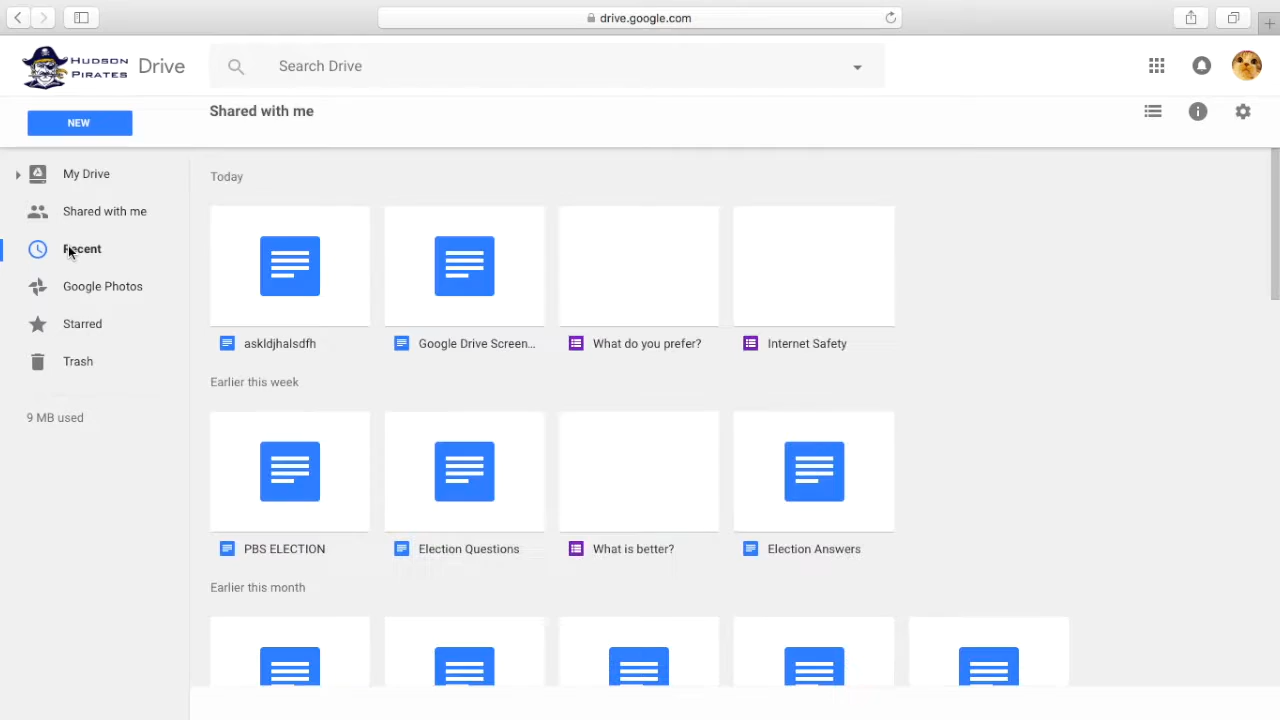 drive.google.com
HUDSON
PIRATES
Drive
Search Drive
NEW
Shared with me
My Drive
Shared with me
Recent
Google Photos
Starred
Trash
9 MB used
Today
askldjhalsdfh
Google Drive Screen...
What do you prefer?
Internet Safety
Earlier this week
PBS ELECTION
Election Questions
What is better?
Election Answers
Earlier this month